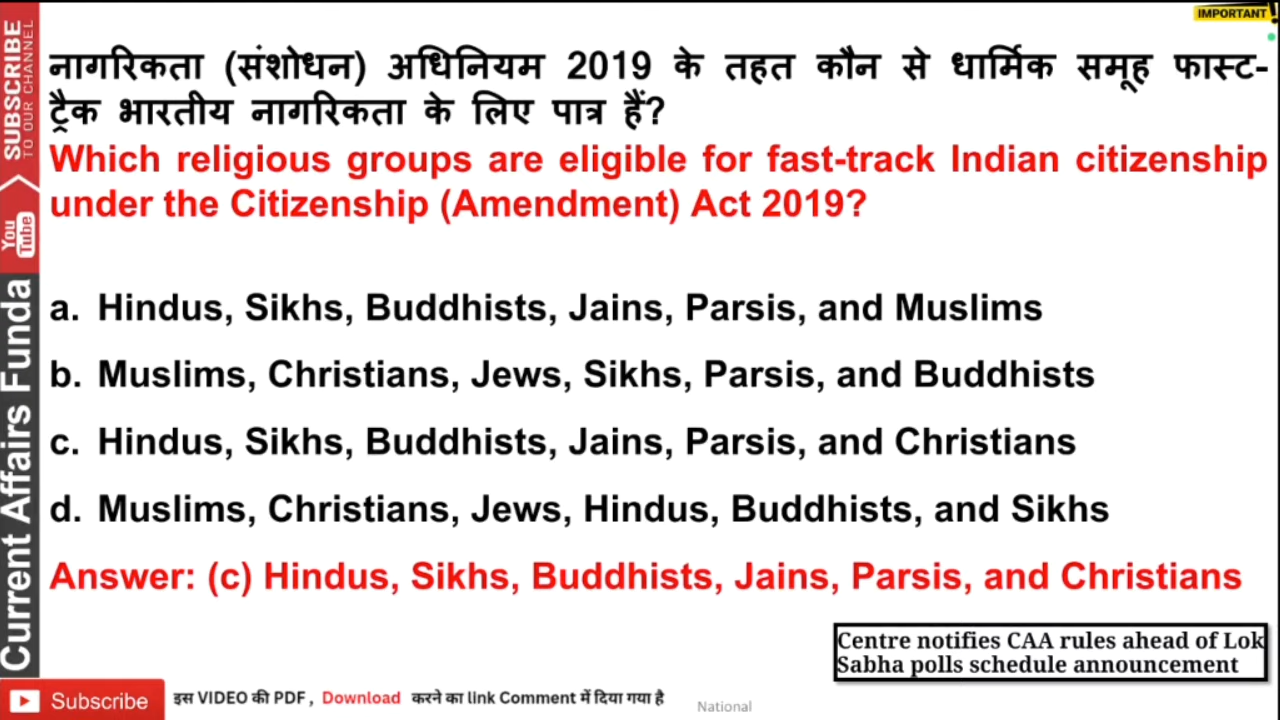 IMPORTANT!
SUBSCRIBE
TO OUR CHANNEL
You
Tube
Current Affairs Funda
नागरिकता (संशोधन) अधिनियम 2019 के तहत कौन से धार्मिक समूह फास्ट-
ट्रैक भारतीय नागरिकता के लिए पात्र हैं?
Which religious groups are eligible for fast-track Indian citizenship
under the Citizenship (Amendment) Act 2019?
a. Hindus, Sikhs, Buddhists, Jains, Parsis, and Muslims
b. Muslims, Christians, Jews, Sikhs, Parsis, and Buddhists
c. Hindus, Sikhs, Buddhists, Jains, Parsis, and Christians
d. Muslims, Christians, Jews, Hindus, Buddhists, and Sikhs
Answer: (c) Hindus, Sikhs, Buddhists, Jains, Parsis, and Christians
Centre notifies CAA rules ahead of Lok
Sabha polls schedule announcement
Subscribe
इस VIDEO की PDF , Download करने का link Comment में दिया गया है
National